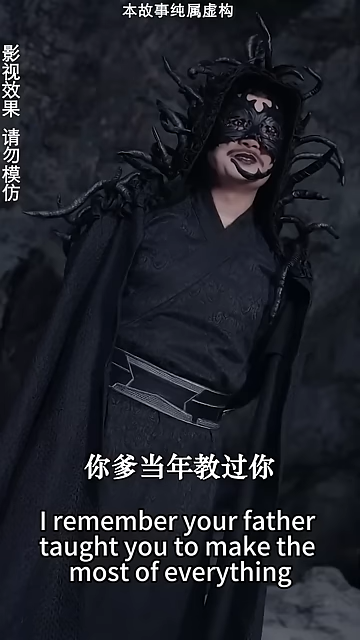 本故事纯属虚构
影视效果 请勿模仿
你爹当年教过你
I remember your father
taught you to make the
most of everything